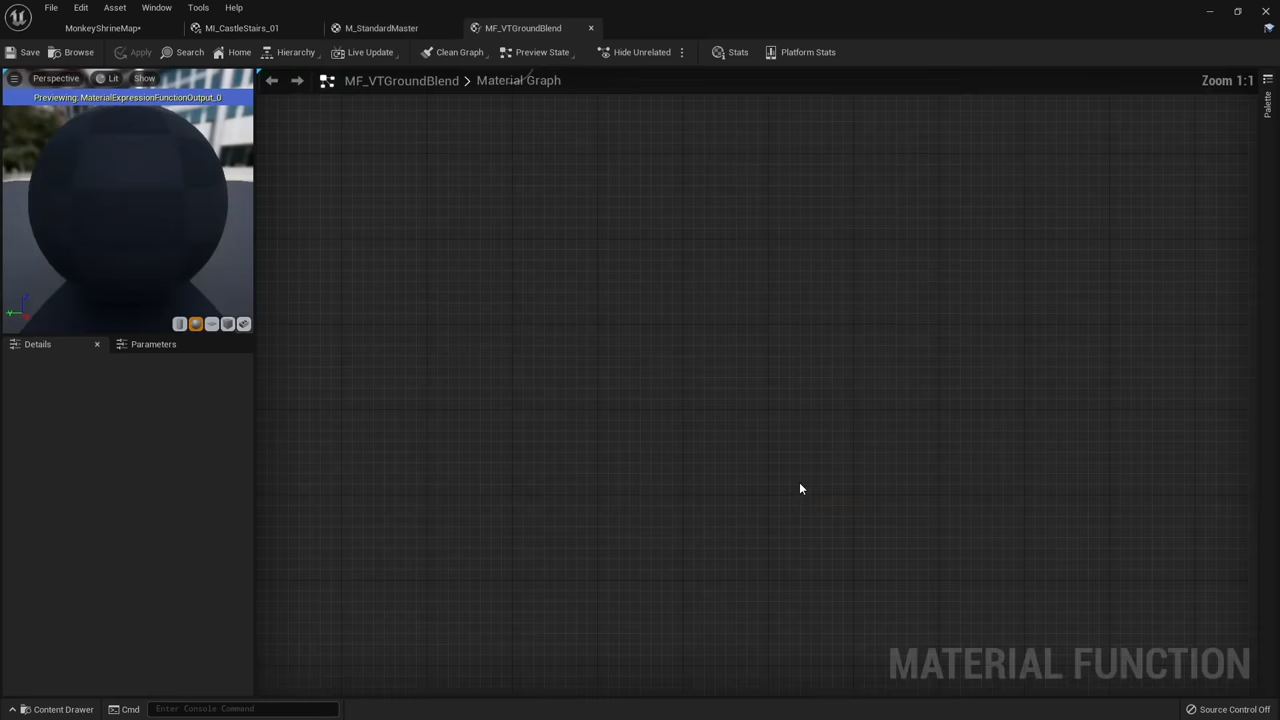 File Edit Asset Window Tools Help
MonkeyShrineMap* MI_CastleStairs_01 M_StandardMaster MF_VTGroundBlend
Save Browse Apply Search Home Hierarchy Live Update Clean Graph Preview State Hide Unrelated Stats Platform Stats
Perspective Lit Show
MF_VTGroundBlend > Material Graph
Zoom 1:1
Palette
Previewing: MaterialExpressionFunctionOutput_0
Details Parameters
MATERIAL FUNCTION
Content Drawer Cmd Enter Console Command Source Control Off